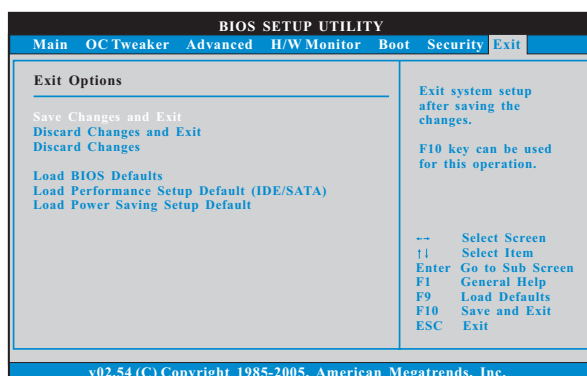 BIOS SETUP UTILITY
Main OC Tweaker Advanced H/W Monitor Boot Security Exit
Exit Options
Save Changes and Exit
Discard Changes and Exit
Discard Changes
Load BIOS Defaults
Load Performance Setup Default (IDE/SATA)
Load Power Saving Setup Default
Exit system setup
after saving the
changes.
F10 key can be used
for this operation.
←→ Select Screen
↑↓ Select Item
Enter Go to Sub Screen
F1 General Help
F9 Load Defaults
F10 Save and Exit
ESC Exit
v02.54 (C) Copyright 1985-2005, American Megatrends, Inc.